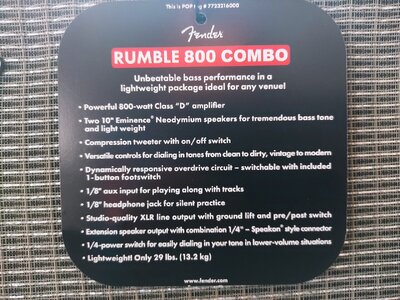 This is POP tag # 7723216000
Fender
RUMBLE 800 COMBO
Unbeatable bass performance in a
lightweight package ideal for any venue!
• Powerful 800-watt Class “D” amplifier
• Two 10" Eminence® Neodymium speakers for tremendous bass tone
and light weight
• Compression tweeter with on/off switch
• Versatile controls for dialing in tones from clean to dirty, vintage to modern
• Dynamically responsive overdrive circuit – switchable with included
1-button footswitch
• 1/8" aux input for playing along with tracks
• 1/8" headphone jack for silent practice
• Studio-quality XLR line output with ground lift and pre/post switch
• Extension speaker output with combination 1/4" – Speakon® style connector
• 1/4-power switch for easily dialing in your tone in lower-volume situations
• Lightweight! Only 29 lbs. (13.2 kg)
www.fender.com